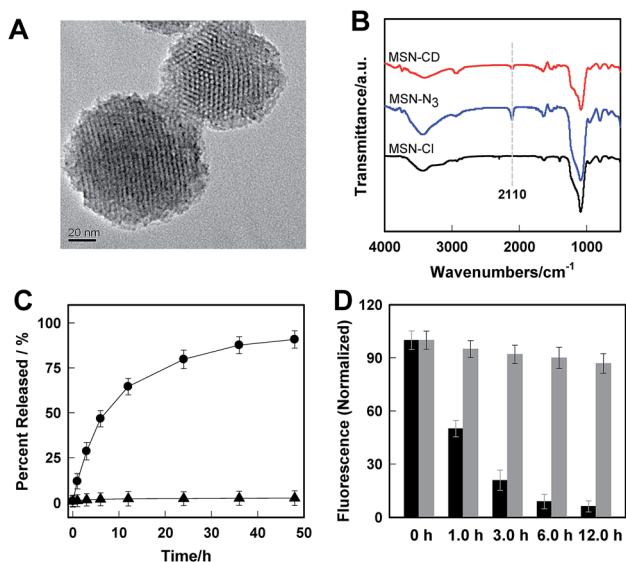 A
20 nm
B
Transmittance/a.u.
MSN-CD
MSN-N3
MSN-Cl
2110
4000 3000 2000 1000
Wavenumbers/cm-1
C
Percent Released / %
100
75
50
25
0
0 10 20 30 40 50
Time/h
D
Fluorescence (Normalized)
120
90
60
30
0
0 h 1.0 h 3.0 h 6.0 h 12.0 h